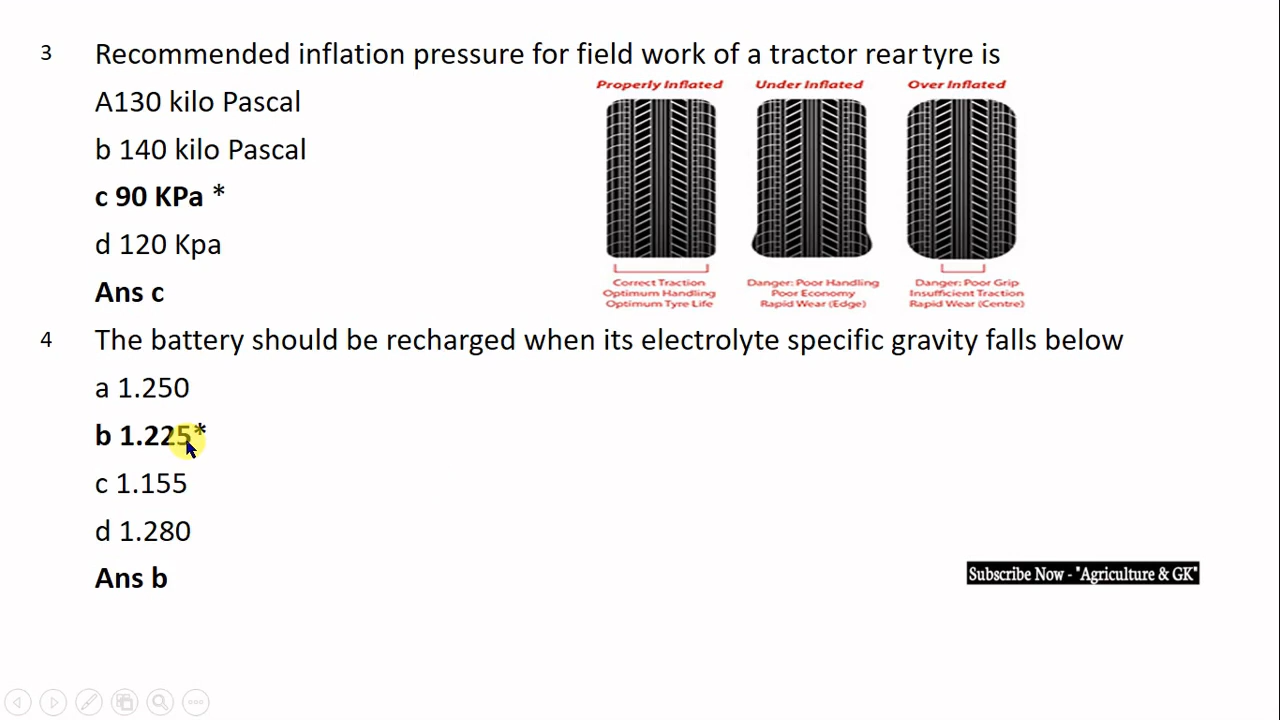 3 Recommended inflation pressure for field work of a tractor rear tyre is
A130 kilo Pascal
b 140 kilo Pascal
c 90 KPa *
d 120 Kpa
Ans c
Properly Inflated
Correct Traction
Optimum Handling
Optimum Tyre Life
Under Inflated
Danger: Poor Handling
Poor Economy
Rapid Wear (Edge)
Over Inflated
Danger: Poor Grip
Insufficient Traction
Rapid Wear (Centre)
4 The battery should be recharged when its electrolyte specific gravity falls below
a 1.250
b 1.225*
c 1.155
d 1.280
Ans b
Subscribe Now - "Agriculture & GK"